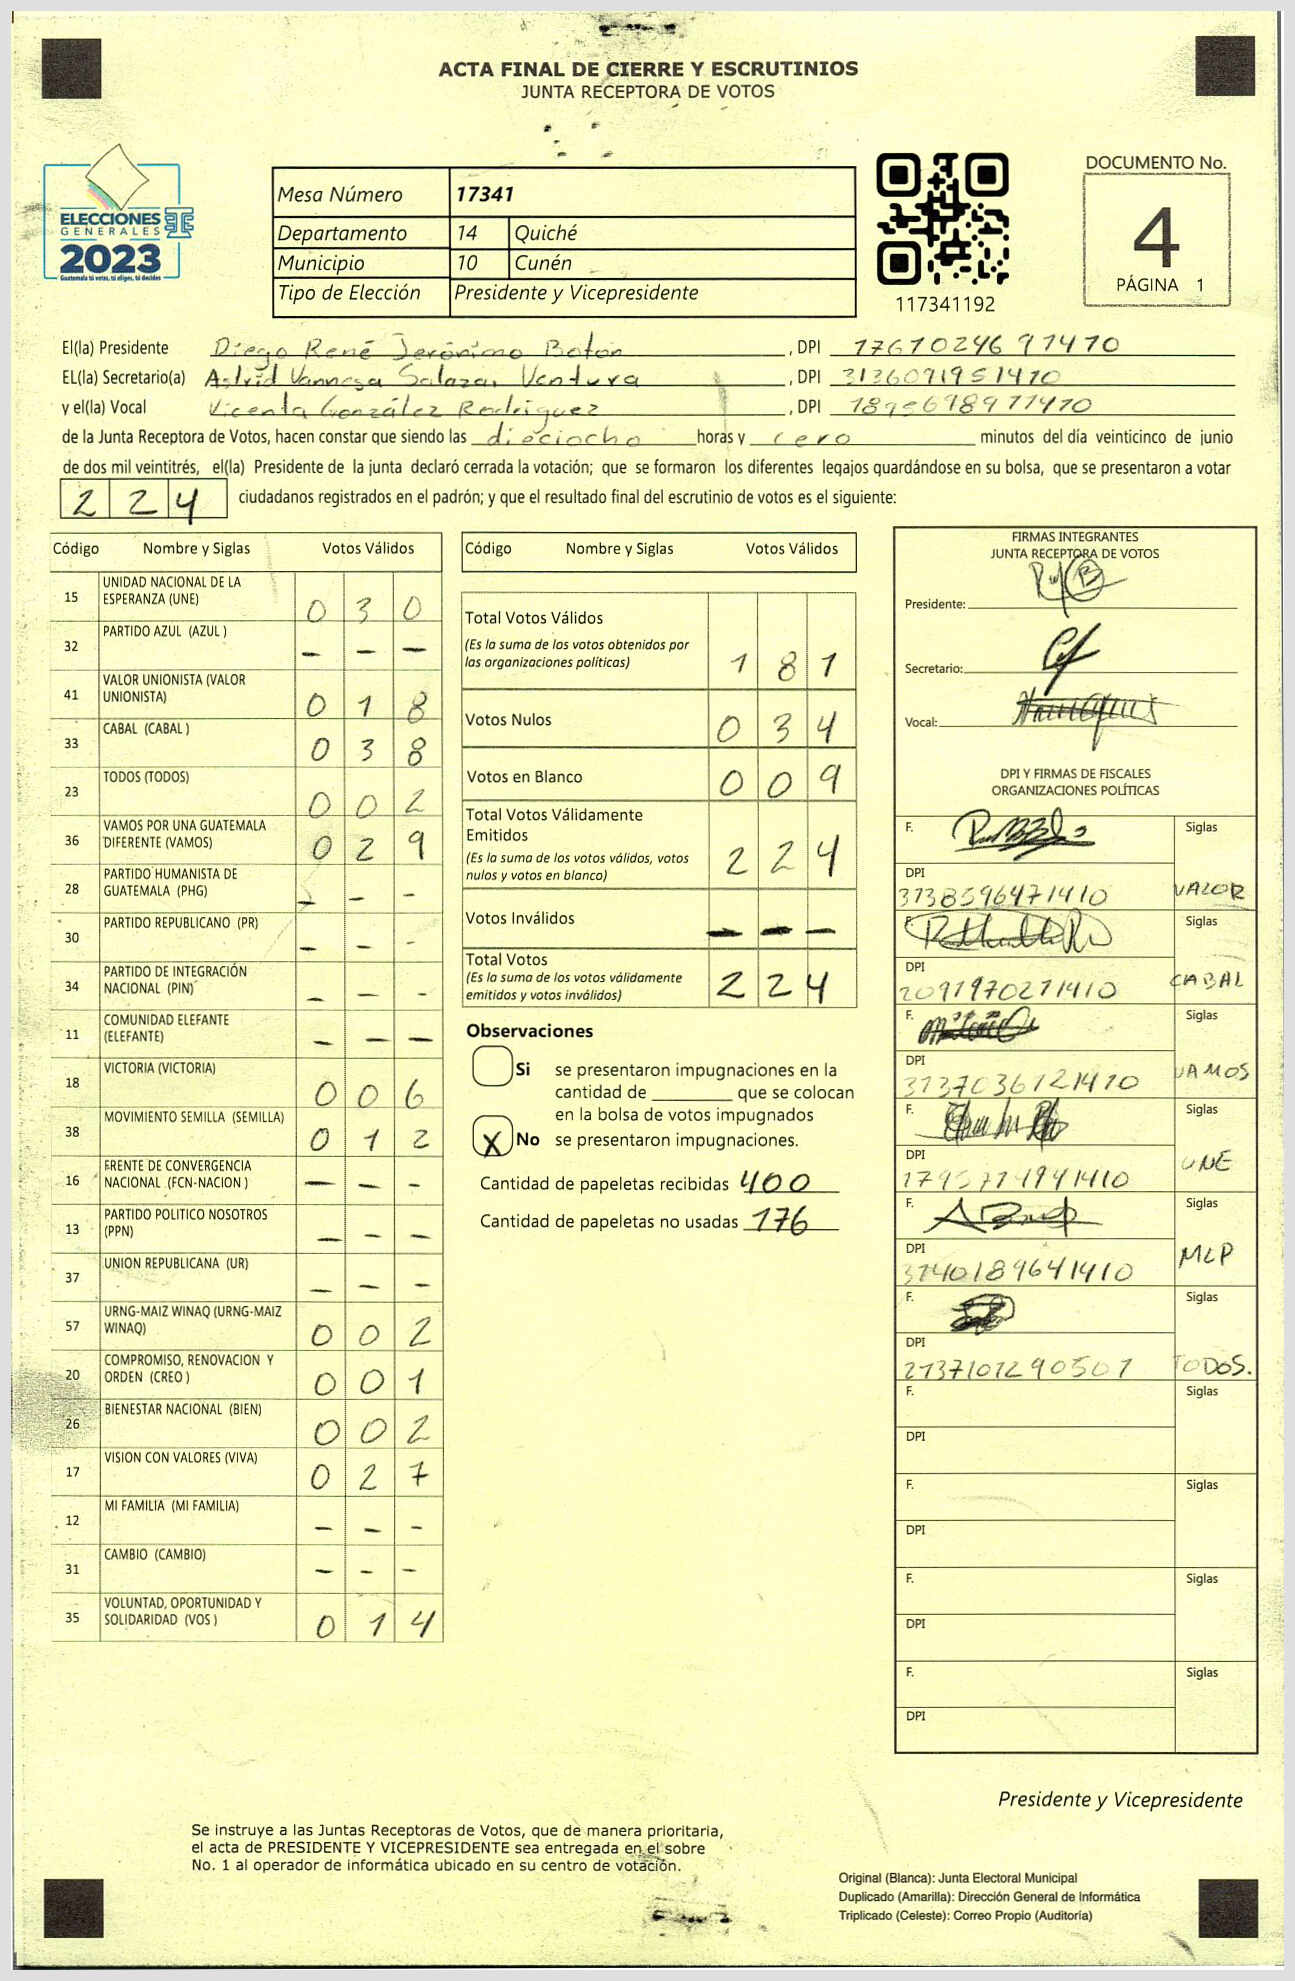 ACTA FINAL DE CIERRE Y ESCRUTINIOS
JUNTA RECEPTORA DE VOTOS
ELECCIONES
GENERALES
2023
Guatemala tú votas, tú eliges, tú decides
Mesa Número 17341
Departamento 14 Quiché
Municipio 10 Cunén
Tipo de Elección Presidente y Vicepresidente
117341192
DOCUMENTO No.
4
PÁGINA 1
El(la) Presidente Diego René Jerónimo Botón, DPI 1767024691410
EL(la) Secretario(a) Astrid Vannesa Salazar Ventura, DPI 3136091951410
y el(la) Vocal Vicenta González Rodríguez, DPI 1895698971410
de la Junta Receptora de Votos, hacen constar que siendo las dieciocho horas y cero minutos del día veinticinco de junio
de dos mil veintitrés, el(la) Presidente de la junta declaró cerrada la votación; que se formaron los diferentes legajos guardándose en su bolsa, que se presentaron a votar
224 ciudadanos registrados en el padrón; y que el resultado final del escrutinio de votos es el siguiente:
Código Nombre y Siglas Votos Válidos
15 UNIDAD NACIONAL DE LA ESPERANZA (UNE) 0 3 0
32 PARTIDO AZUL (AZUL ) - - -
41 VALOR UNIONISTA (VALOR UNIONISTA) 0 1 8
33 CABAL (CABAL ) 0 3 8
23 TODOS (TODOS) 0 0 2
36 VAMOS POR UNA GUATEMALA DIFERENTE (VAMOS) 0 2 9
28 PARTIDO HUMANISTA DE GUATEMALA (PHG) - - -
30 PARTIDO REPUBLICANO (PR) - - -
34 PARTIDO DE INTEGRACIÓN NACIONAL (PIN) - - -
11 COMUNIDAD ELEFANTE (ELEFANTE) - - -
18 VICTORIA (VICTORIA) 0 0 6
38 MOVIMIENTO SEMILLA (SEMILLA) 0 1 2
16 FRENTE DE CONVERGENCIA NACIONAL (FCN-NACION ) - - -
13 PARTIDO POLITICO NOSOTROS (PPN) - - -
37 UNION REPUBLICANA (UR) - - -
57 URNG-MAIZ WINAQ (URNG-MAIZ WINAQ) 0 0 2
20 COMPROMISO, RENOVACION Y ORDEN (CREO ) 0 0 1
26 BIENESTAR NACIONAL (BIEN) 0 0 2
17 VISION CON VALORES (VIVA) 0 2 7
12 MI FAMILIA (MI FAMILIA) - - -
31 CAMBIO (CAMBIO) - - -
35 VOLUNTAD, OPORTUNIDAD Y SOLIDARIDAD (VOS ) 0 1 4
Código Nombre y Siglas Votos Válidos
Total Votos Válidos 1 8 1
(Es la suma de los votos obtenidos por
las organizaciones políticas)
Votos Nulos 0 3 4
Votos en Blanco 0 0 9
Total Votos Válidamente
Emitidos 2 2 4
(Es la suma de los votos válidos, votos
nulos y votos en blanco)
Votos Inválidos - - -
Total Votos 2 2 4
(Es la suma de los votos válidamente
emitidos y votos inválidos)
Observaciones
Si se presentaron impugnaciones en la
cantidad de ________ que se colocan
en la bolsa de votos impugnados
X No se presentaron impugnaciones.
Cantidad de papeletas recibidas 400
Cantidad de papeletas no usadas 176
FIRMAS INTEGRANTES
JUNTA RECEPTORA DE VOTOS
Presidente:
Secretario:
Vocal:
DPI Y FIRMAS DE FISCALES
ORGANIZACIONES POLÍTICAS
F. Siglas
DPI 3138596471410 VALOR
F. Siglas
DPI 2091970271410 CABAL
F. Siglas
DPI 3137036121410 VAMOS
F. Siglas
DPI UNE
F. Siglas
DPI 3140189641410 MLP
F. Siglas
DPI 2137101290501 TODOS.
F. Siglas
DPI
F. Siglas
DPI
F. Siglas
DPI
F. Siglas
DPI
Presidente y Vicepresidente
Se instruye a las Juntas Receptoras de Votos, que de manera prioritaria,
el acta de PRESIDENTE Y VICEPRESIDENTE sea entregada en el sobre
No. 1 al operador de informática ubicado en su centro de votación.
Original (Blanca): Junta Electoral Municipal
Duplicado (Amarilla): Dirección General de Informática
Triplicado (Celeste): Correo Propio (Auditoría)